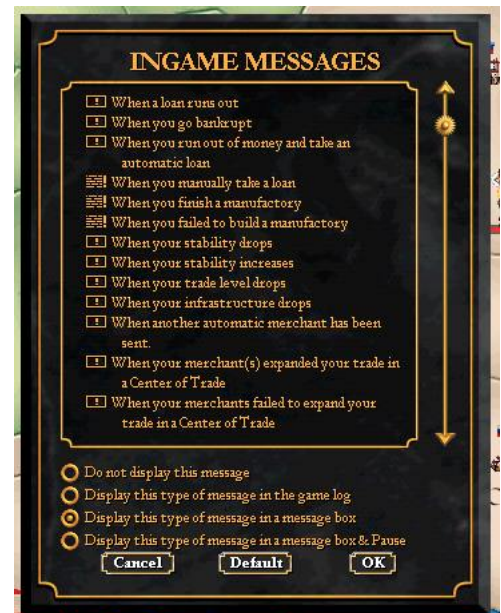 INGAME MESSAGES
When a loan runs out
When you go bankrupt
When you run out of money and take an
automatic loan
When you manually take a loan
When you finish a manufactory
When you failed to build a manufactory
When your stability drops
When your stability increases
When your trade level drops
When your infrastructure drops
When another automatic merchant has been
sent.
When your merchant(s) expanded your trade in
a Center of Trade
When your merchants failed to expand your
trade in a Center of Trade
Do not display this message
Display this type of message in the game log
Display this type of message in a message box
Display this type of message in a message box & Pause
Cancel Default OK